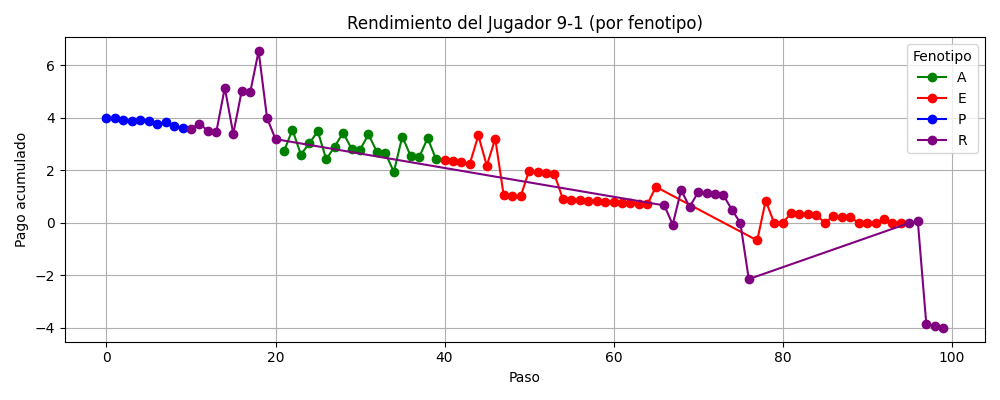 Rendimiento del Jugador 9-1 (por fenotipo)
Pago acumulado
6
4
2
0
−2
−4
0
20
40
60
80
100
Paso
Fenotipo
A
E
P
R